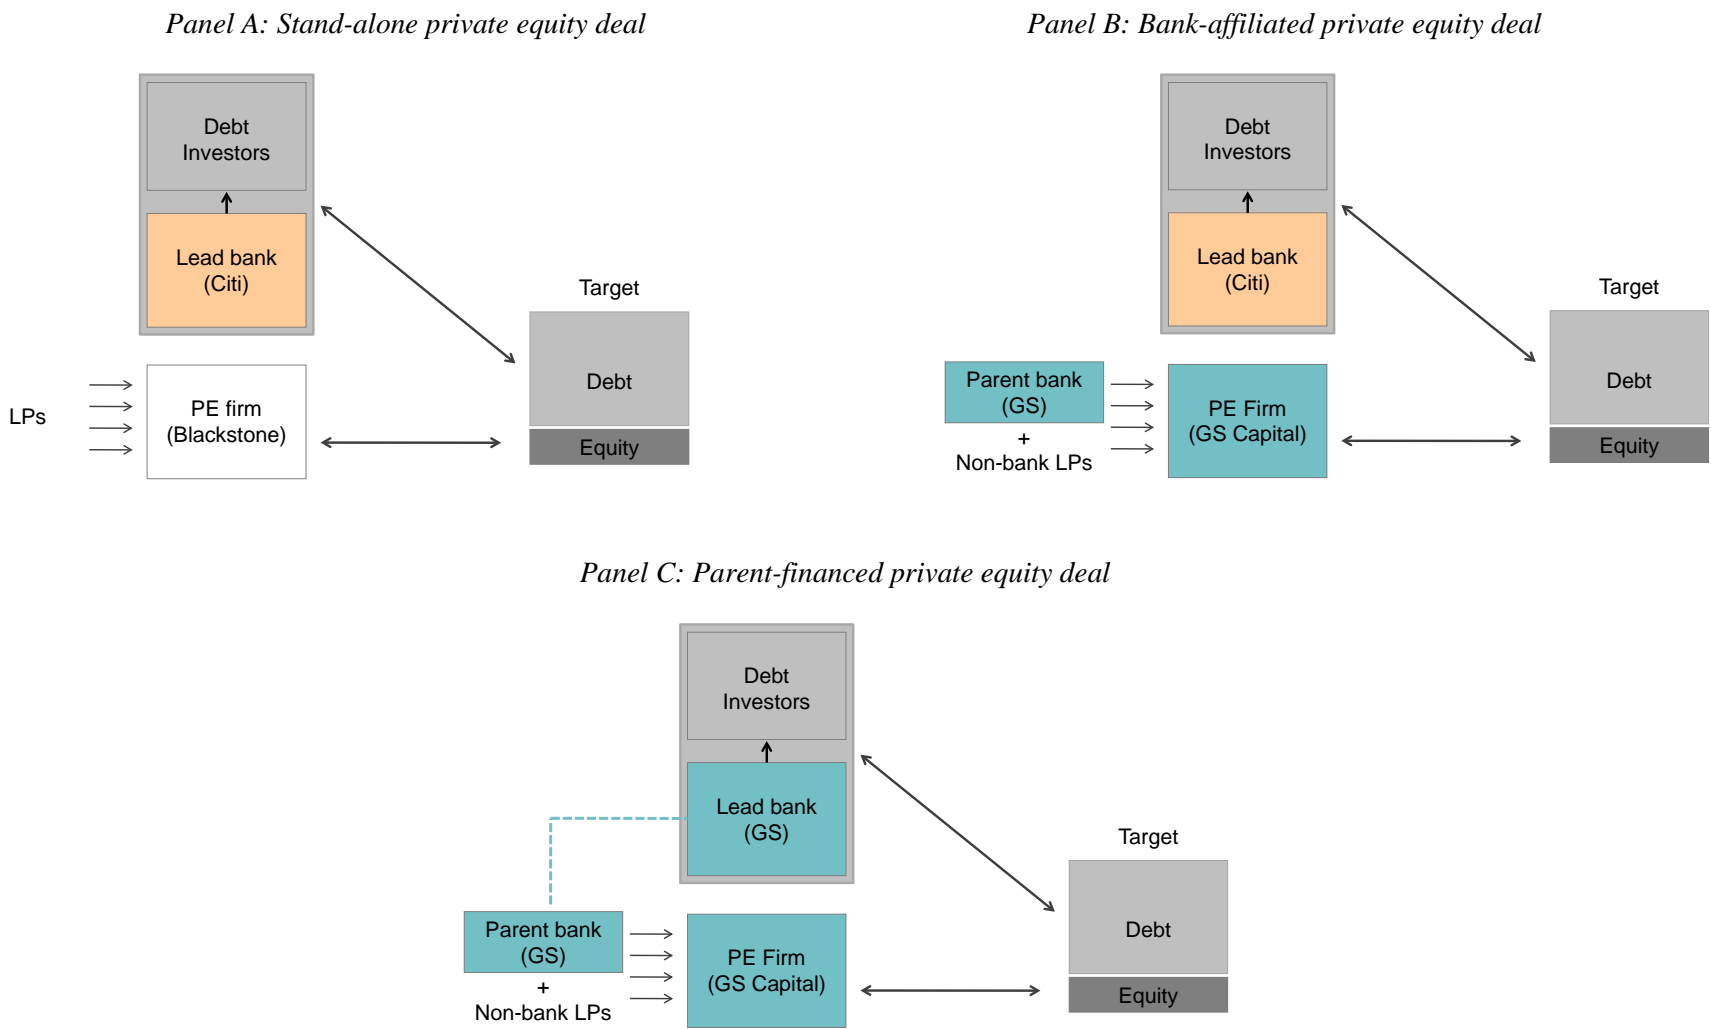 Panel A: Stand-alone private equity deal
Debt
Investors
Lead bank
(Citi)
Target
Debt
Equity
LPs
PE firm
(Blackstone)
Panel B: Bank-affiliated private equity deal
Debt
Investors
Lead bank
(Citi)
Target
Debt
Equity
Parent bank
(GS)
+
Non-bank LPs
PE Firm
(GS Capital)
Panel C: Parent-financed private equity deal
Debt
Investors
Lead bank
(GS)
Target
Debt
Equity
Parent bank
(GS)
+
Non-bank LPs
PE Firm
(GS Capital)